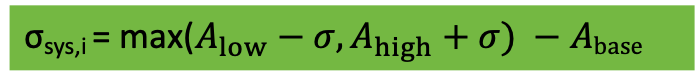 σsys,i = max(Alow − σ, Ahigh + σ) − Abase